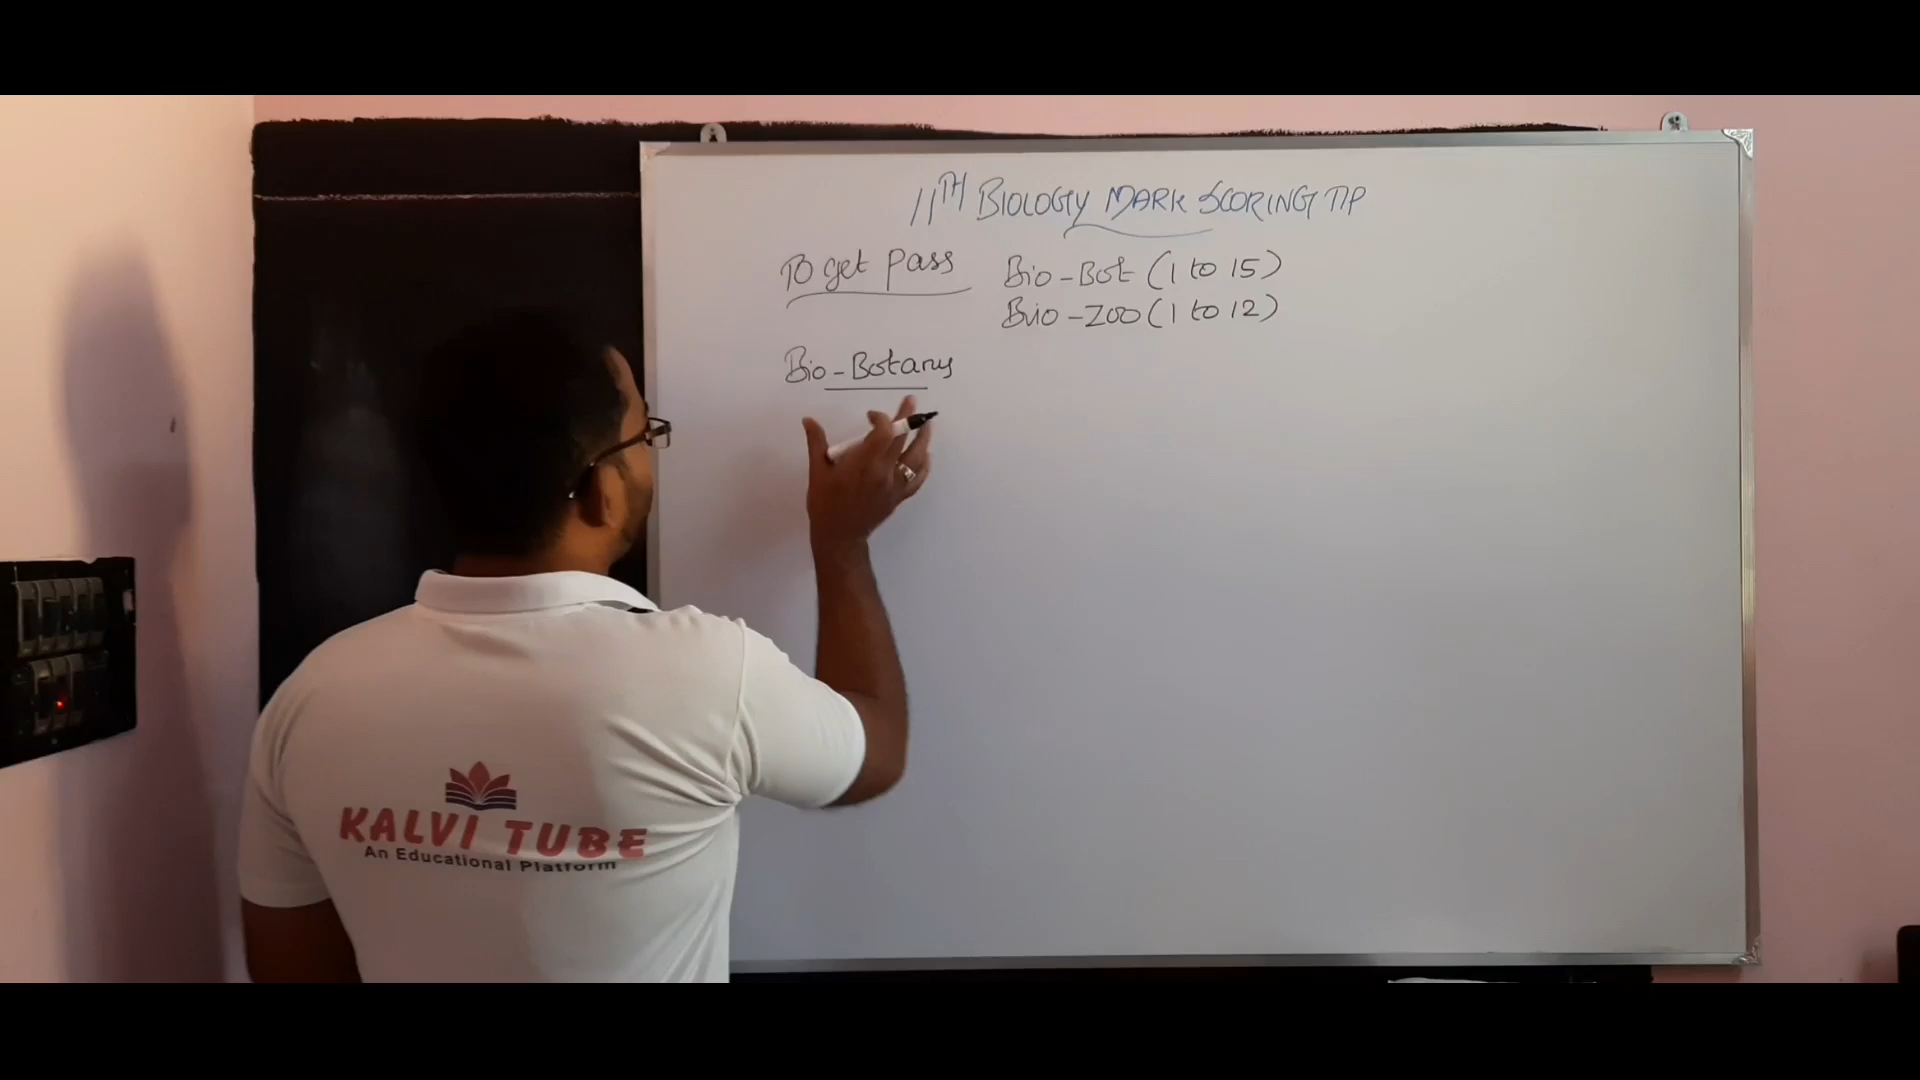 11TH BIOLOGY MARK SCORING TIP
To get pass Bio-Bot (1 to 15)
Bio-Zoo (1 to 12)
Bio-Botany
KALVI TUBE
An Educational Platform